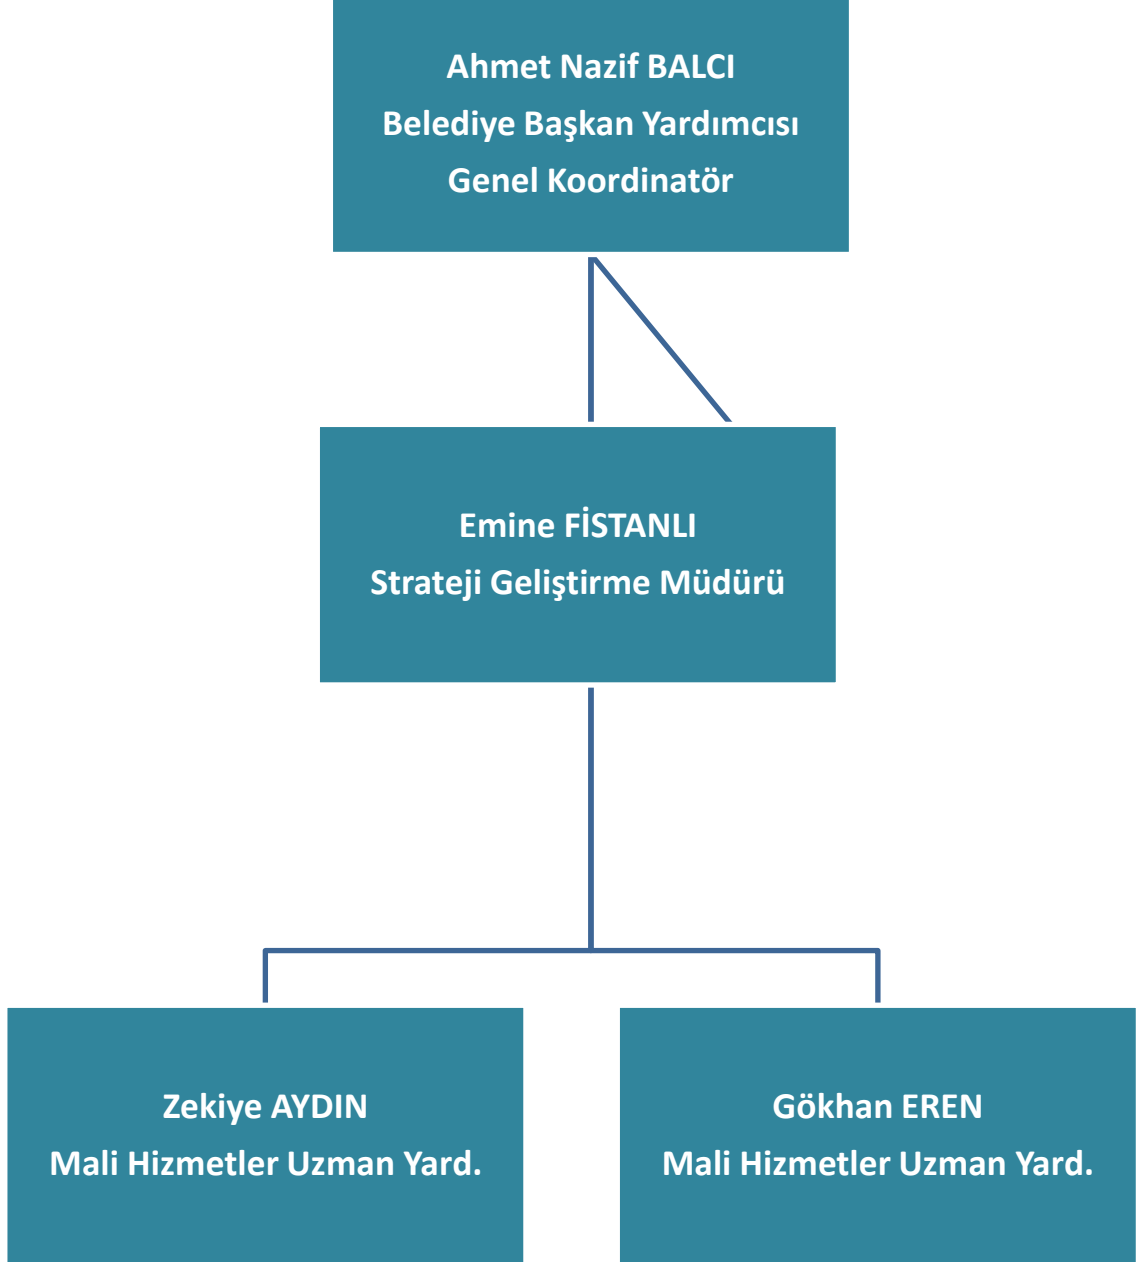 Ahmet Nazif BALCI
Belediye Başkan Yardımcısı
Genel Koordinatör
Emine FİSTANLI
Strateji Geliştirme Müdürü
Zekiye AYDIN
Mali Hizmetler Uzman Yard.
Gökhan EREN
Mali Hizmetler Uzman Yard.